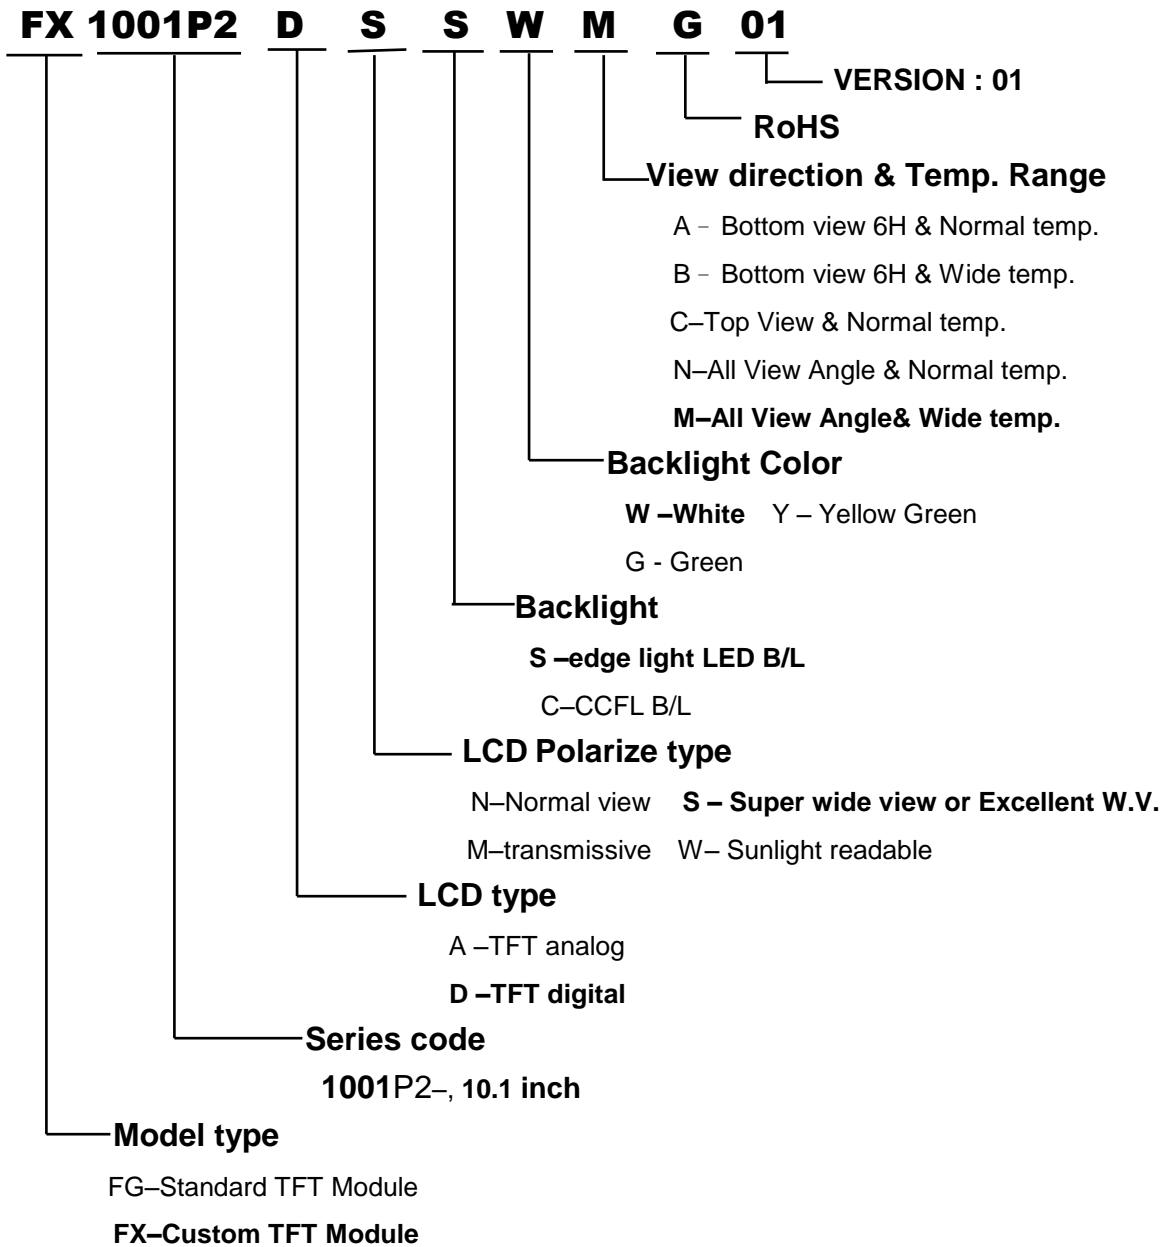 FX 1001P2 D S S W M G 01
VERSION : 01
RoHS
View direction & Temp. Range
A – Bottom view 6H & Normal temp.
B – Bottom view 6H & Wide temp.
C–Top View & Normal temp.
N–All View Angle & Normal temp.
M–All View Angle& Wide temp.
Backlight Color
W –White Y – Yellow Green
G - Green
Backlight
S –edge light LED B/L
C–CCFL B/L
LCD Polarize type
N–Normal view S – Super wide view or Excellent W.V.
M–transmissive W– Sunlight readable
LCD type
A –TFT analog
D –TFT digital
Series code
1001P2–, 10.1 inch
Model type
FG–Standard TFT Module
FX–Custom TFT Module